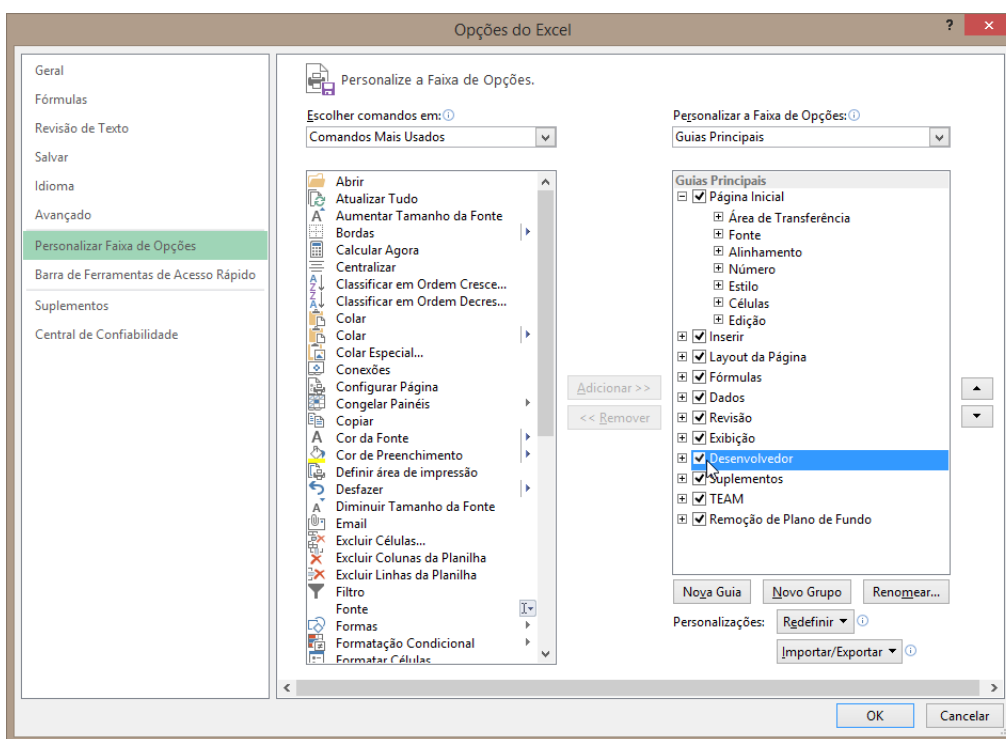 Opções do Excel
?
Geral
Fórmulas
Revisão de Texto
Salvar
Idioma
Avançado
Personalizar Faixa de Opções
Barra de Ferramentas de Acesso Rápido
Suplementos
Central de Confiabilidade
Personalize a Faixa de Opções.
Escolher comandos em:
Comandos Mais Usados
Abrir
Atualizar Tudo
Aumentar Tamanho da Fonte
Bordas
Calcular Agora
Centralizar
Classificar em Ordem Cresce...
Classificar em Ordem Decres...
Colar
Colar
Colar Especial...
Conexões
Configurar Página
Congelar Painéis
Copiar
Cor da Fonte
Cor de Preenchimento
Definir área de impressão
Desfazer
Diminuir Tamanho da Fonte
Email
Excluir Células...
Excluir Colunas da Planilha
Excluir Linhas da Planilha
Filtro
Fonte
Formas
Formatação Condicional
Formatar Células
Adicionar >>
<< Remover
Personalizar a Faixa de Opções:
Guias Principais
Guias Principais
Página Inicial
Área de Transferência
Fonte
Alinhamento
Número
Estilo
Células
Edição
Inserir
Layout da Página
Fórmulas
Dados
Revisão
Exibição
Desenvolvedor
Suplementos
TEAM
Remoção de Plano de Fundo
Nova Guia
Novo Grupo
Renomear...
Personalizações:
Redefinir
Importar/Exportar
OK
Cancelar